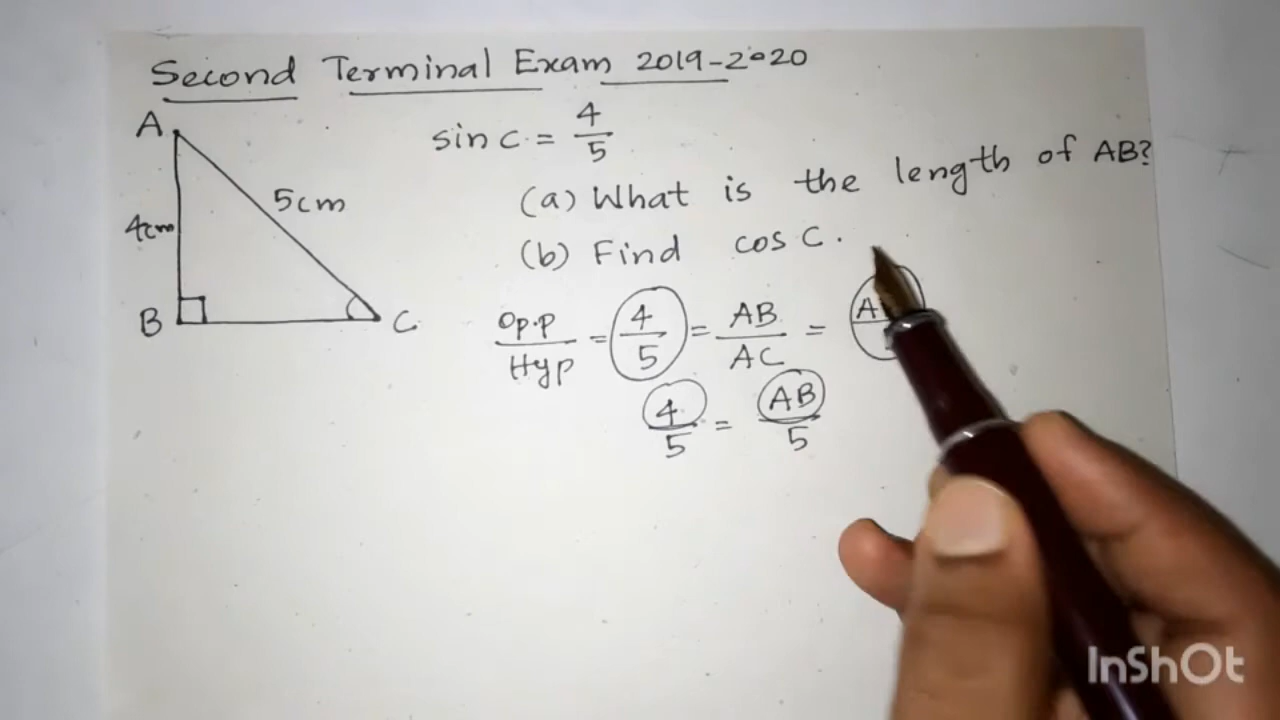 Second Terminal Exam 2019-2020
A
sin C = 4/5
5cm
(a) What is the length of AB?
4cm
(b) Find cos C.
B
C
Opp/Hyp = 4/5 = AB/AC =
4/5 = AB/5
InShOt